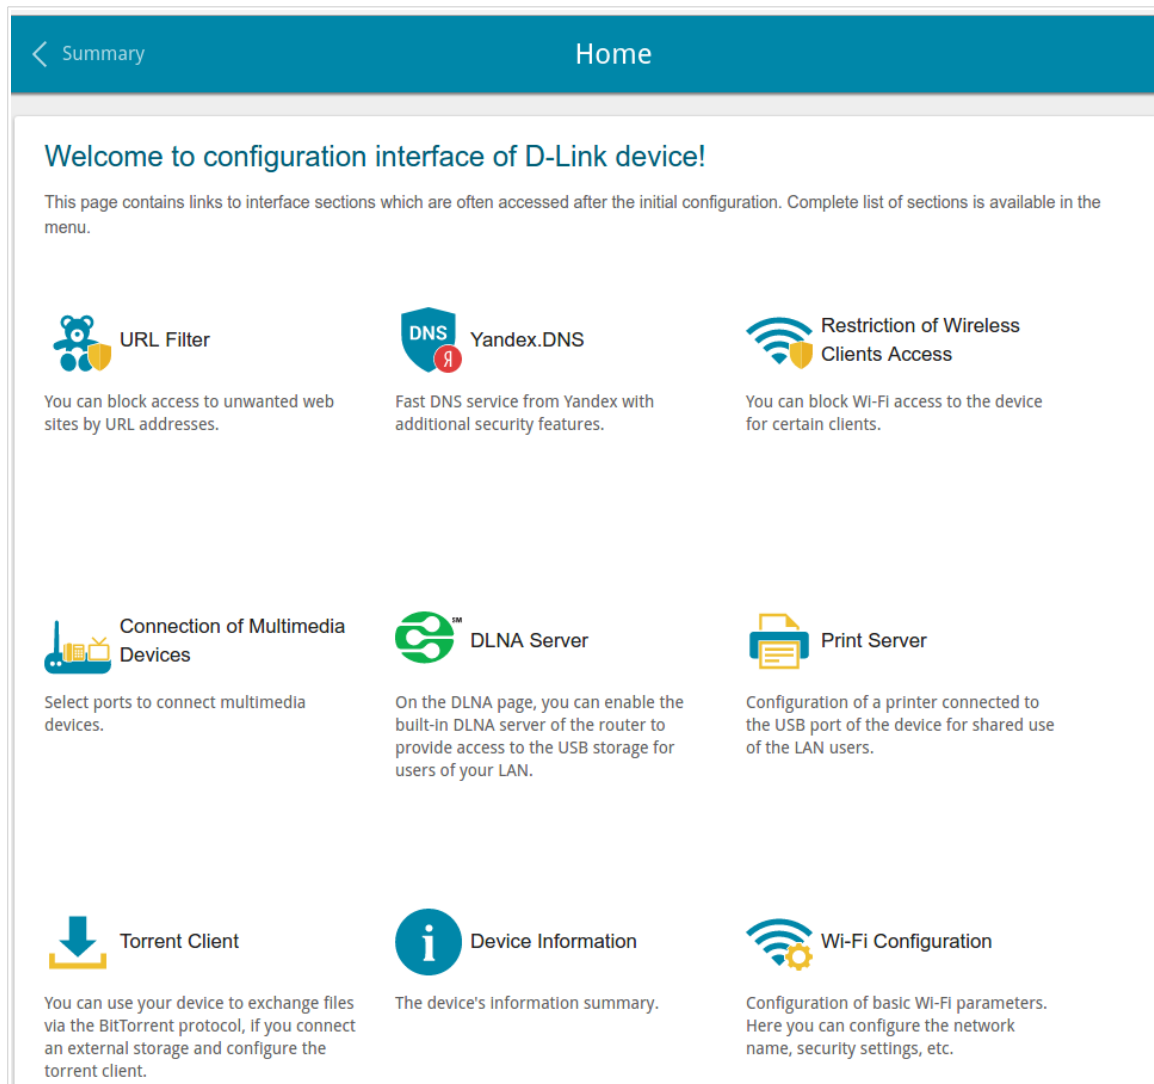 Summary
Home
Welcome to configuration interface of D-Link device!
This page contains links to interface sections which are often accessed after the initial configuration. Complete list of sections is available in the
menu.
URL Filter
You can block access to unwanted web
sites by URL addresses.
DNS
Я
Yandex.DNS
Fast DNS service from Yandex with
additional security features.
Restriction of Wireless
Clients Access
You can block Wi-Fi access to the device
for certain clients.
Connection of Multimedia
Devices
Select ports to connect multimedia
devices.
SM
DLNA Server
On the DLNA page, you can enable the
built-in DLNA server of the router to
provide access to the USB storage for
users of your LAN.
Print Server
Configuration of a printer connected to
the USB port of the device for shared use
of the LAN users.
Torrent Client
You can use your device to exchange files
via the BitTorrent protocol, if you connect
an external storage and configure the
torrent client.
i
Device Information
The device's information summary.
Wi-Fi Configuration
Configuration of basic Wi-Fi parameters.
Here you can configure the network
name, security settings, etc.